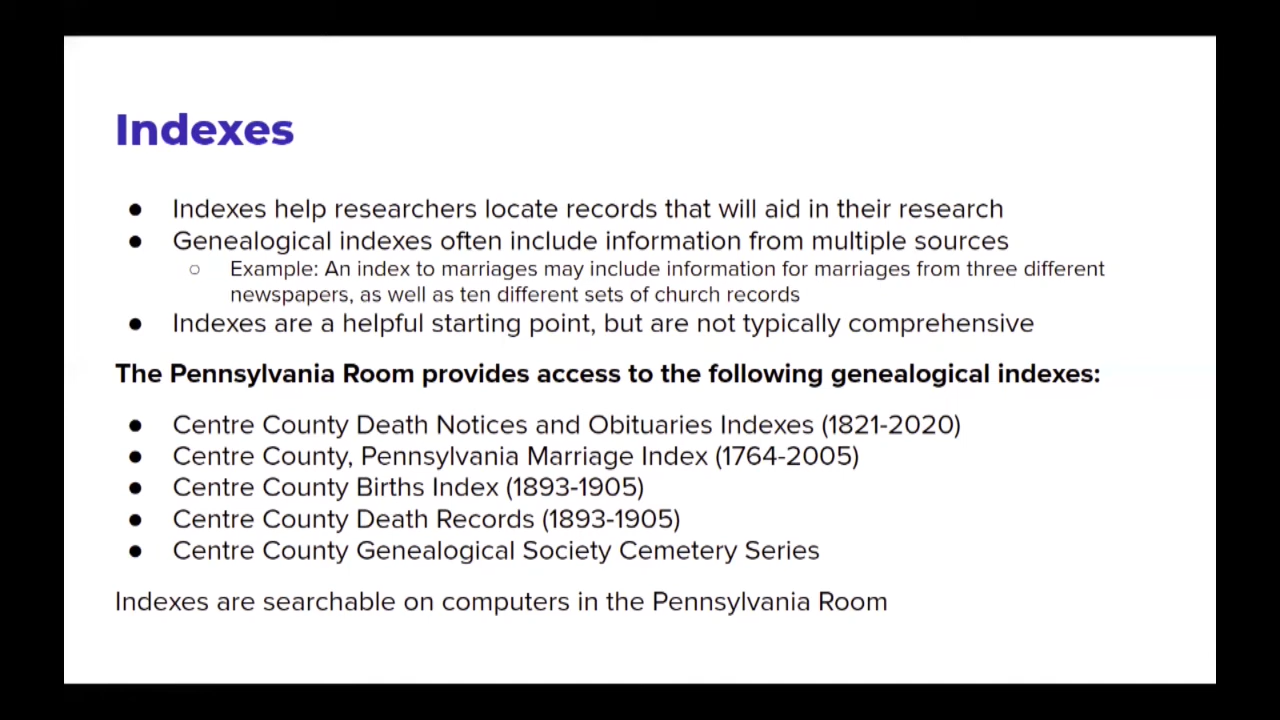 Indexes
● Indexes help researchers locate records that will aid in their research
● Genealogical indexes often include information from multiple sources
○ Example: An index to marriages may include information for marriages from three different
newspapers, as well as ten different sets of church records
● Indexes are a helpful starting point, but are not typically comprehensive
The Pennsylvania Room provides access to the following genealogical indexes:
● Centre County Death Notices and Obituaries Indexes (1821-2020)
● Centre County, Pennsylvania Marriage Index (1764-2005)
● Centre County Births Index (1893-1905)
● Centre County Death Records (1893-1905)
● Centre County Genealogical Society Cemetery Series
Indexes are searchable on computers in the Pennsylvania Room